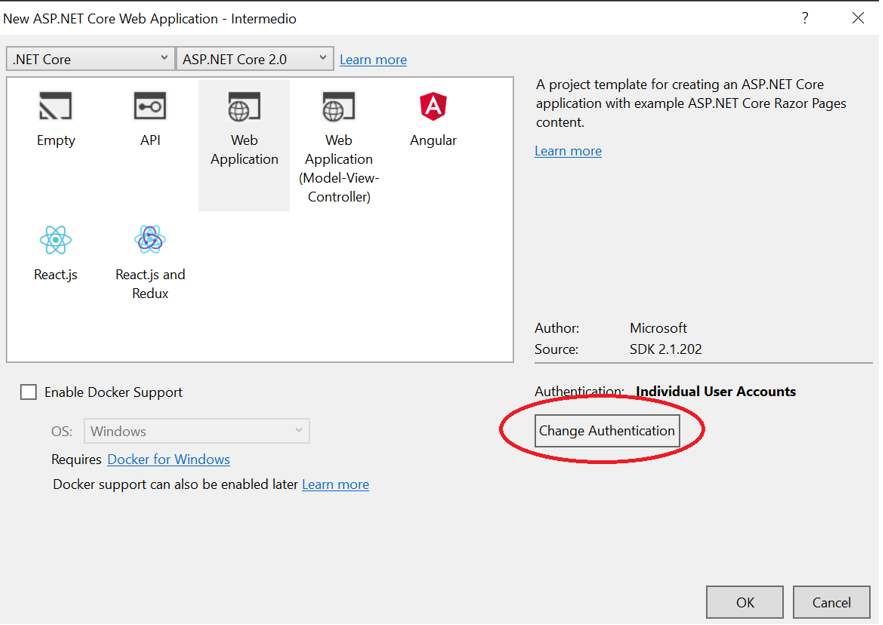 New ASP.NET Core Web Application - Intermedio
?
.NET Core
ASP.NET Core 2.0
Learn more
Empty
API
Web
Application
Web
Application
(Model-View-
Controller)
Angular
React.js
React.js and
Redux
A project template for creating an ASP.NET Core
application with example ASP.NET Core Razor Pages
content.
Learn more
Author: Microsoft
Source: SDK 2.1.202
Authentication: Individual User Accounts
Change Authentication
Enable Docker Support
OS: Windows
Requires Docker for Windows
Docker support can also be enabled later Learn more
OK
Cancel